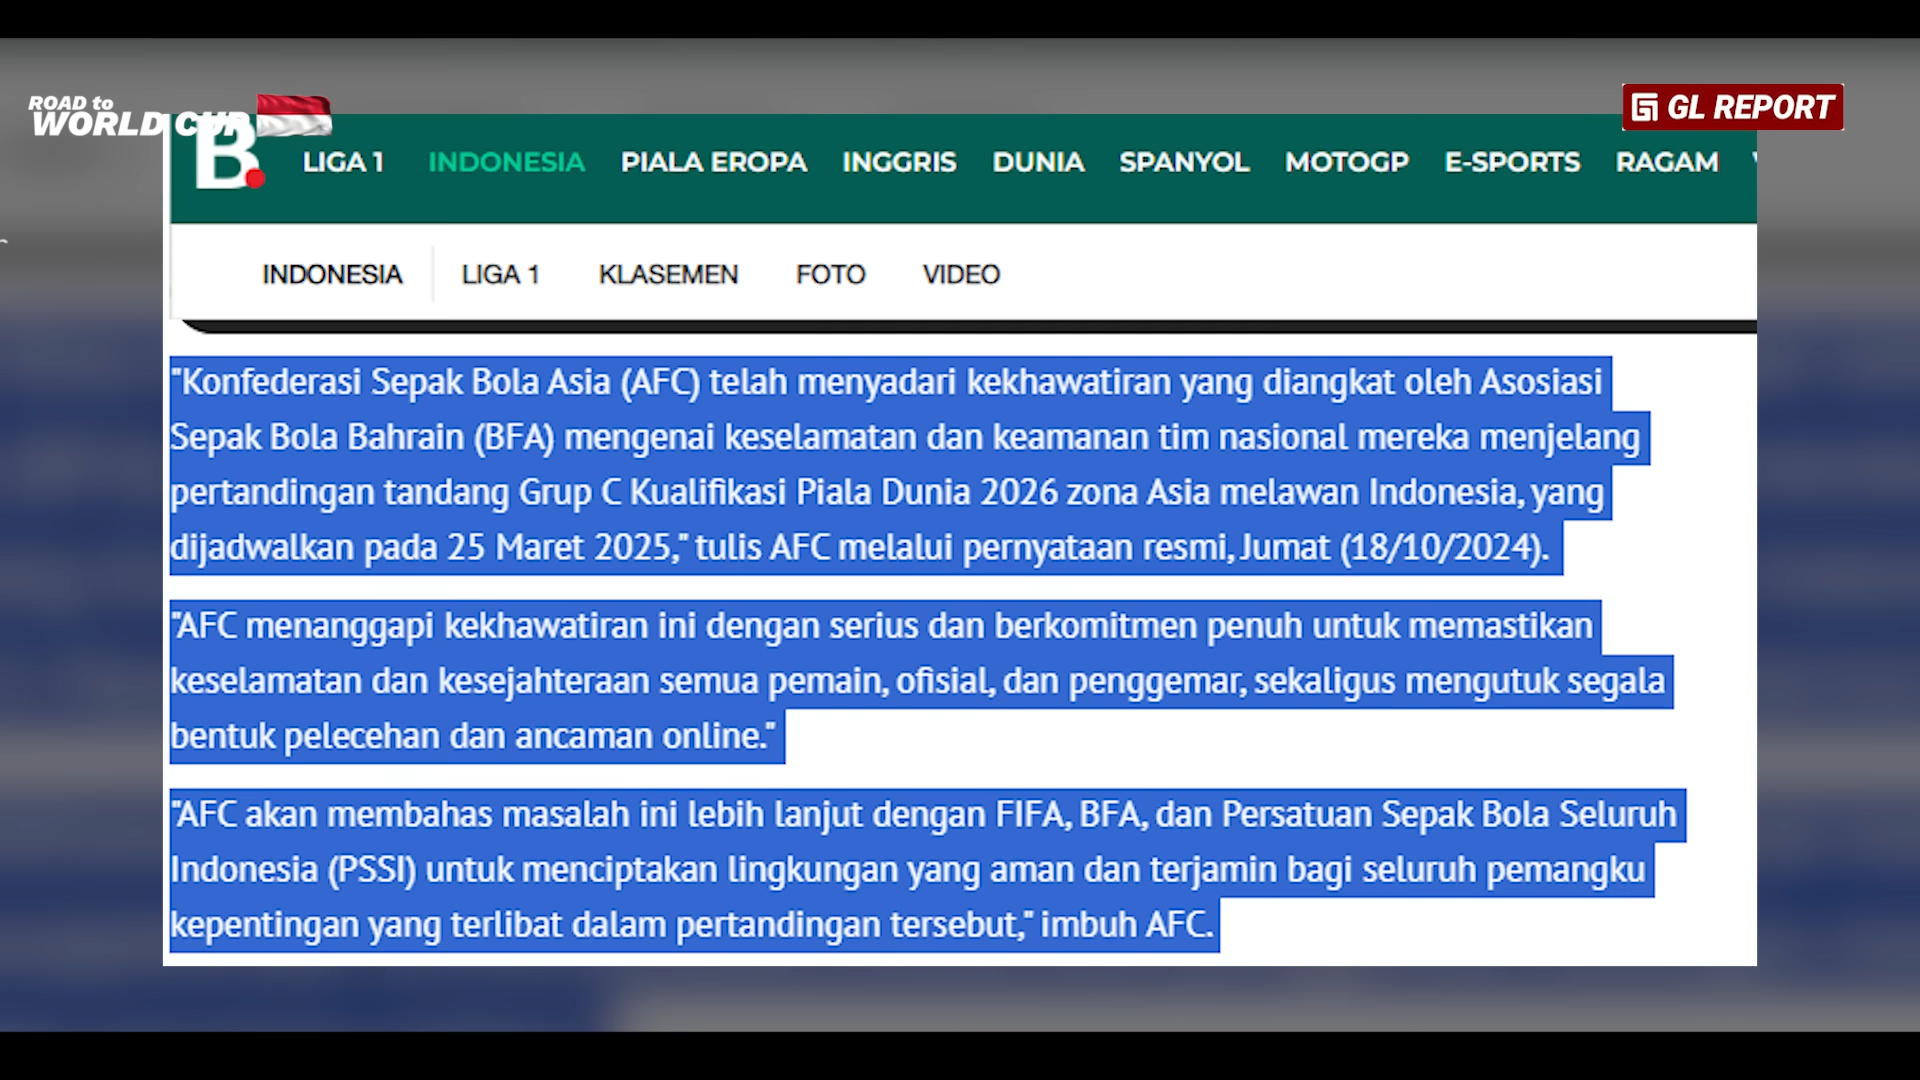 ROAD to
WORLD CUP
GL REPORT
B.
LIGA 1 INDONESIA PIALA EROPA INGGRIS DUNIA SPANYOL MOTOGP E-SPORTS RAGAM
INDONESIA LIGA 1 KLASEMEN FOTO VIDEO
"Konfederasi Sepak Bola Asia (AFC) telah menyadari kekhawatiran yang diangkat oleh Asosiasi
Sepak Bola Bahrain (BFA) mengenai keselamatan dan keamanan tim nasional mereka menjelang
pertandingan tandang Grup C Kualifikasi Piala Dunia 2026 zona Asia melawan Indonesia, yang
dijadwalkan pada 25 Maret 2025," tulis AFC melalui pernyataan resmi, Jumat (18/10/2024).
"AFC menanggapi kekhawatiran ini dengan serius dan berkomitmen penuh untuk memastikan
keselamatan dan kesejahteraan semua pemain, ofisial, dan penggemar, sekaligus mengutuk segala
bentuk pelecehan dan ancaman online."
"AFC akan membahas masalah ini lebih lanjut dengan FIFA, BFA, dan Persatuan Sepak Bola Seluruh
Indonesia (PSSI) untuk menciptakan lingkungan yang aman dan terjamin bagi seluruh pemangku
kepentingan yang terlibat dalam pertandingan tersebut," imbuh AFC.